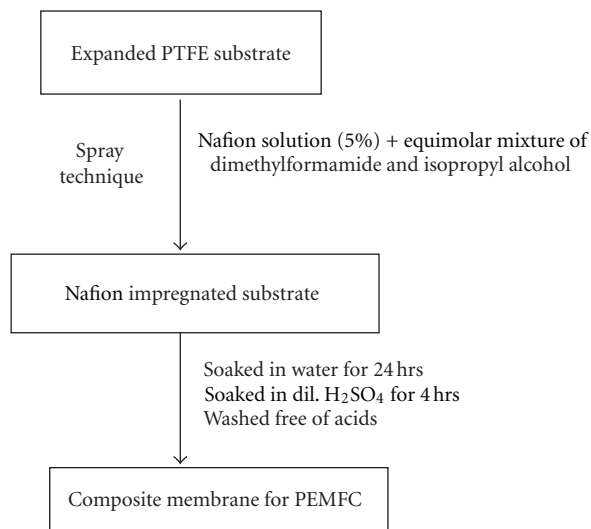 Expanded PTFE substrate
Spray
technique
Nafion solution (5%) + equimolar mixture of
dimethylformamide and isopropyl alcohol
Nafion impregnated substrate
Soaked in water for 24 hrs
Soaked in dil. H₂SO₄ for 4 hrs
Washed free of acids
Composite membrane for PEMFC